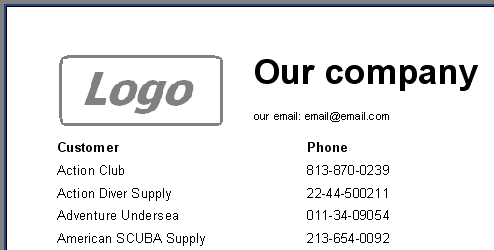 Logo
Our company
our email: email@email.com
Customer Phone
Action Club 813-870-0239
Action Diver Supply 22-44-500211
Adventure Undersea 011-34-09054
American SCUBA Supply 213-654-0092